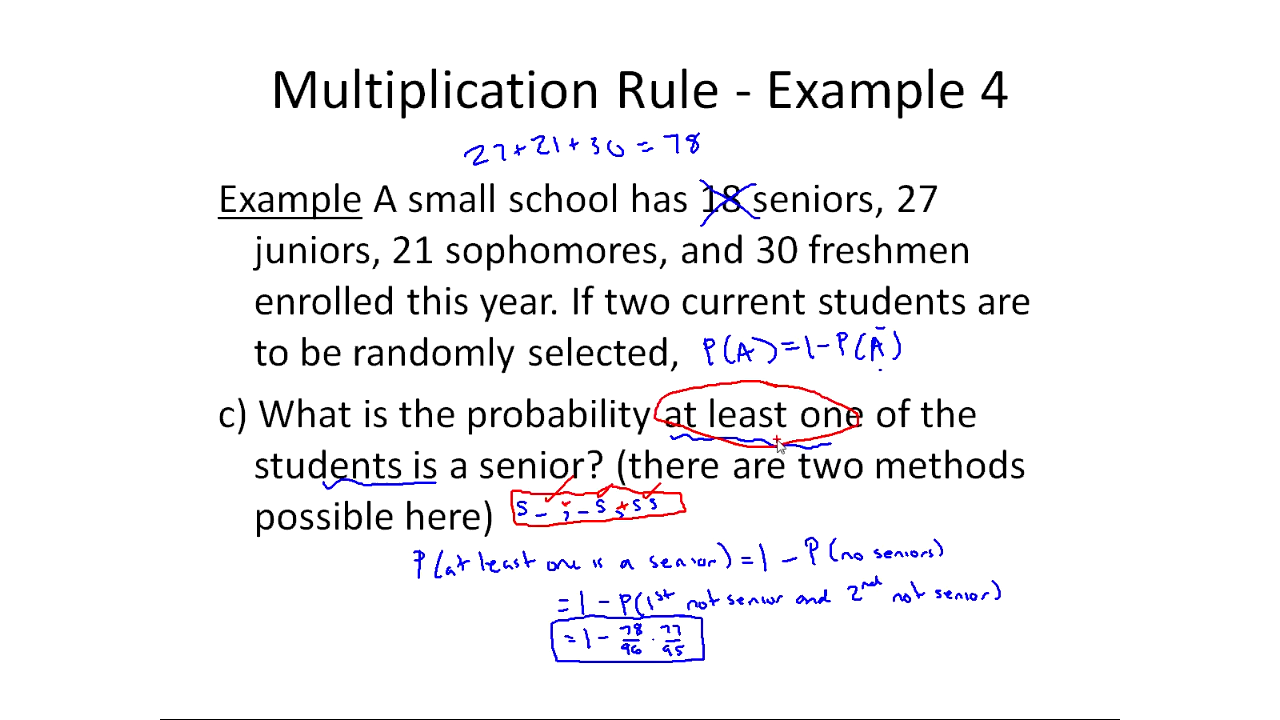 Multiplication Rule - Example 4
27+21+30=78
Example A small school has 18 seniors, 27
juniors, 21 sophomores, and 30 freshmen
enrolled this year. If two current students are
to be randomly selected, P(A)=1-P(Ā)
c) What is the probability at least one of the
students is a senior? (there are two methods
possible here) S _ , _ S , S S
P(at least one is a senior)=1-P(no seniors)
=1-P(1st not senior and 2nd not senior)
=1-78/96·77/95